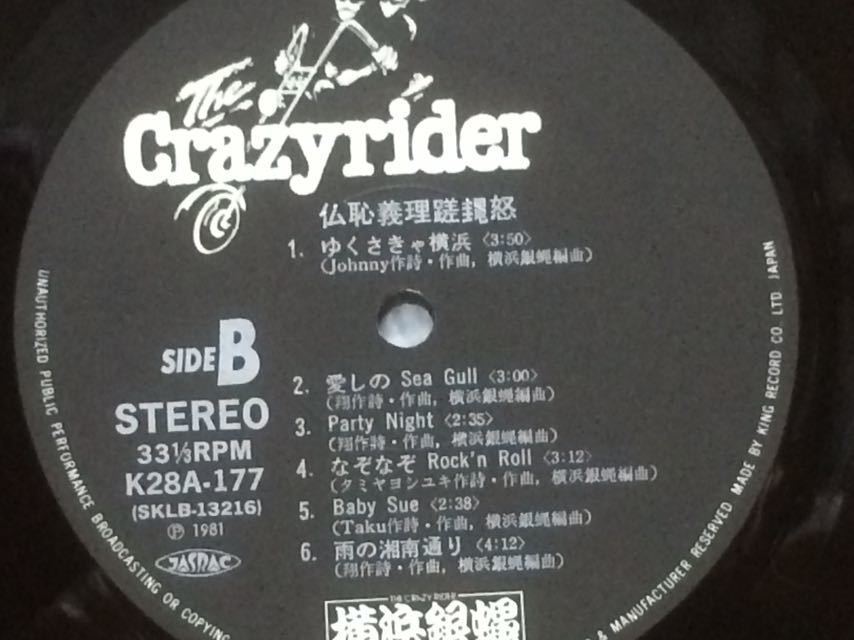 The
Crazyrider
仏恥義理蹉䥥怒
1. ゆくさきゃ横浜 〈3:50〉
(Johnny作詩・作曲, 横浜銀蝿編曲)
SIDE B
STEREO
33⅓RPM
K28A-177
(SKLB-13216)
Ⓟ 1981
JASRAC
2. 愛しの Sea Gull 〈3:00〉
(翔作詩・作曲, 横浜銀蝿編曲)
3. Party Night 〈2:35〉
(翔作詩・作曲, 横浜銀蝿編曲)
4. なぞなぞ Rock'n Roll 〈3:12〉
(タミヤヨシユキ作詩・作曲, 横浜銀蝿編曲)
5. Baby Sue 〈2:38〉
(Taku作詩・作曲, 横浜銀蝿編曲)
6. 雨の湘南通り 〈4:12〉
(翔作詩・作曲, 横浜銀蝿編曲)
THE CRAZY RIDER
横浜銀蝿
UNAUTHORIZED PUBLIC PERFORMANCE BROADCASTING OR COPYING
& MANUFACTURER RESERVED MADE BY KING RECORD CO. LTD JAPAN